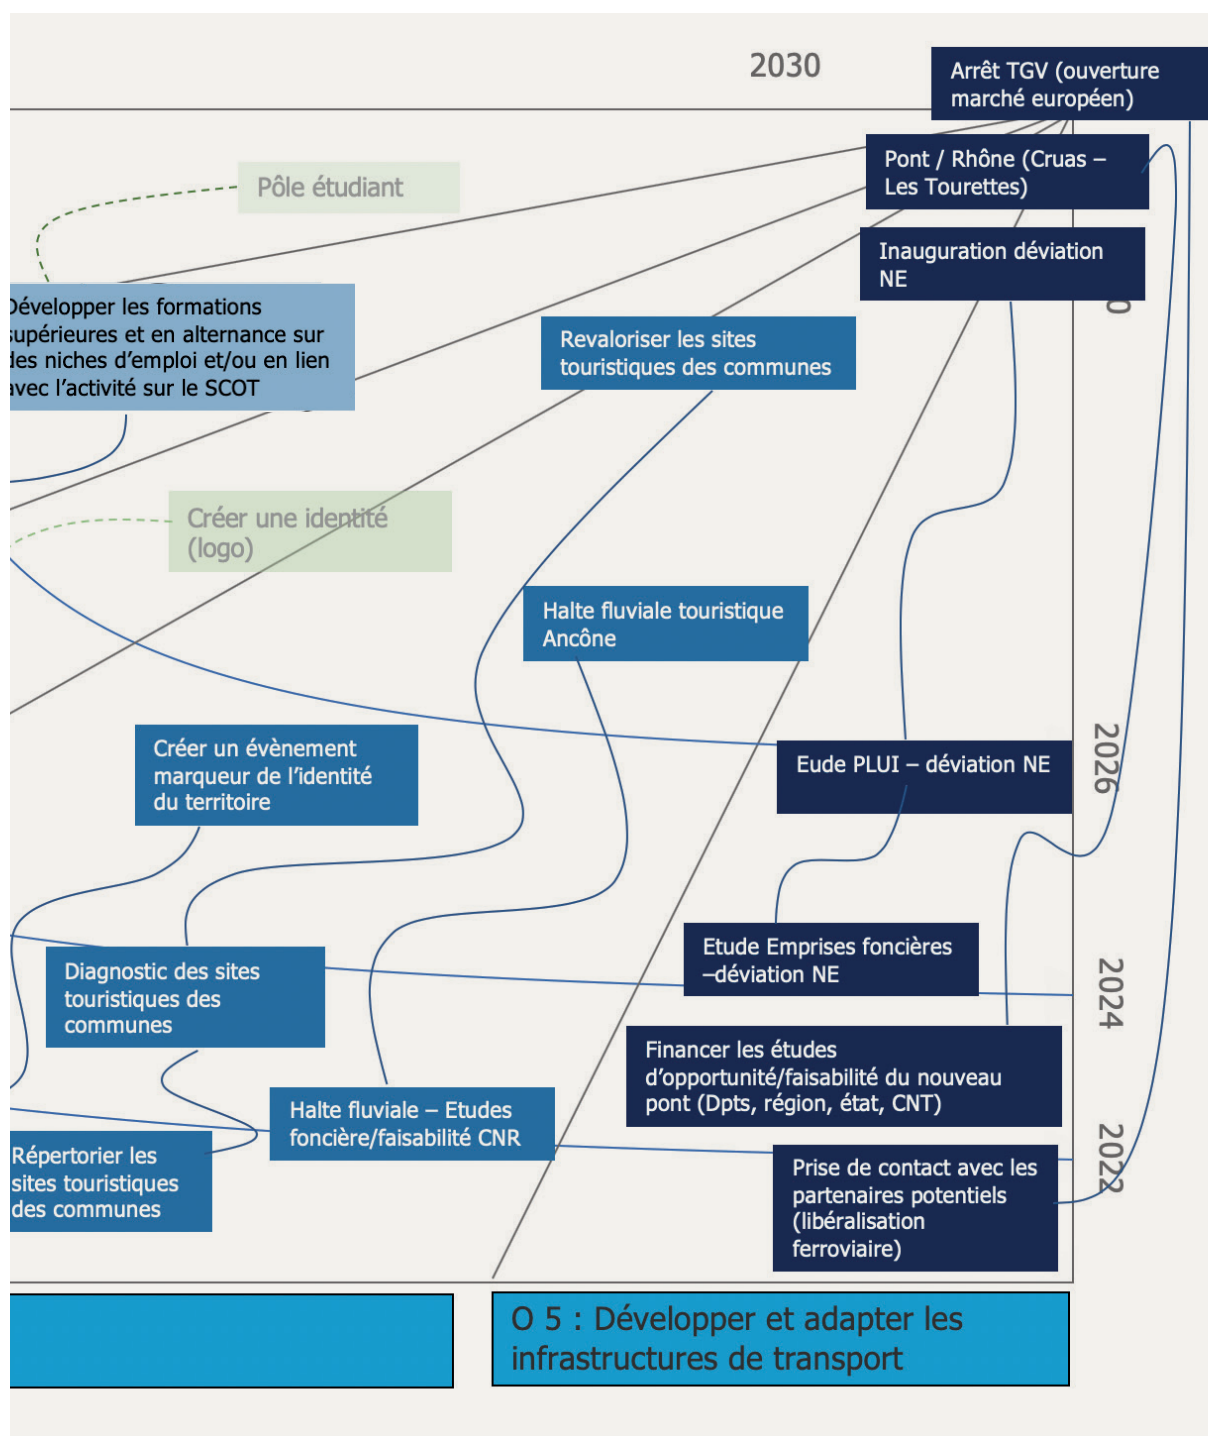 2030
Arrêt TGV (ouverture
marché européen)
Pont / Rhône (Cruas –
Les Tourettes)
Pôle étudiant
Inauguration déviation
NE
0
Développer les formations
supérieures et en alternance sur
des niches d’emploi et/ou en lien
avec l’activité sur le SCOT
Revaloriser les sites
touristiques des communes
Créer une identité
(logo)
Halte fluviale touristique
Ancône
Créer un évènement
marqueur de l’identité
du territoire
Eude PLUI – déviation NE
2026
Etude Emprises foncières
–déviation NE
Diagnostic des sites
touristiques des
communes
2024
Financer les études
d’opportunité/faisabilité du nouveau
pont (Dpts, région, état, CNT)
Halte fluviale – Etudes
foncière/faisabilité CNR
Répertorier les
sites touristiques
des communes
2022
Prise de contact avec les
partenaires potentiels
(libéralisation
ferroviaire)
O 5 : Développer et adapter les
infrastructures de transport